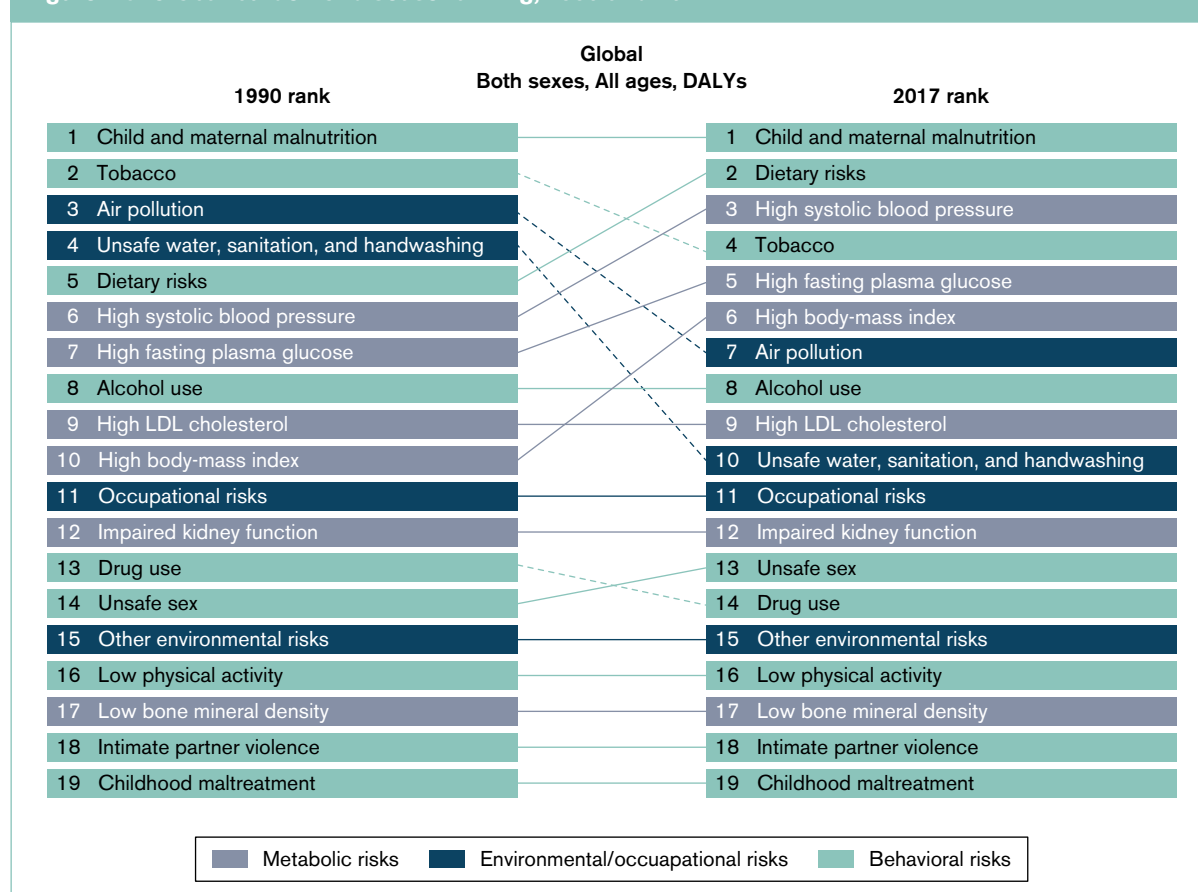 Global
Both sexes, All ages, DALYs
1990 rank
2017 rank
1 Child and maternal malnutrition
2 Tobacco
3 Air pollution
4 Unsafe water, sanitation, and handwashing
5 Dietary risks
6 High systolic blood pressure
7 High fasting plasma glucose
8 Alcohol use
9 High LDL cholesterol
10 High body-mass index
11 Occupational risks
12 Impaired kidney function
13 Drug use
14 Unsafe sex
15 Other environmental risks
16 Low physical activity
17 Low bone mineral density
18 Intimate partner violence
19 Childhood maltreatment
1 Child and maternal malnutrition
2 Dietary risks
3 High systolic blood pressure
4 Tobacco
5 High fasting plasma glucose
6 High body-mass index
7 Air pollution
8 Alcohol use
9 High LDL cholesterol
10 Unsafe water, sanitation, and handwashing
11 Occupational risks
12 Impaired kidney function
13 Unsafe sex
14 Drug use
15 Other environmental risks
16 Low physical activity
17 Low bone mineral density
18 Intimate partner violence
19 Childhood maltreatment
Metabolic risks
Environmental/occuapational risks
Behavioral risks